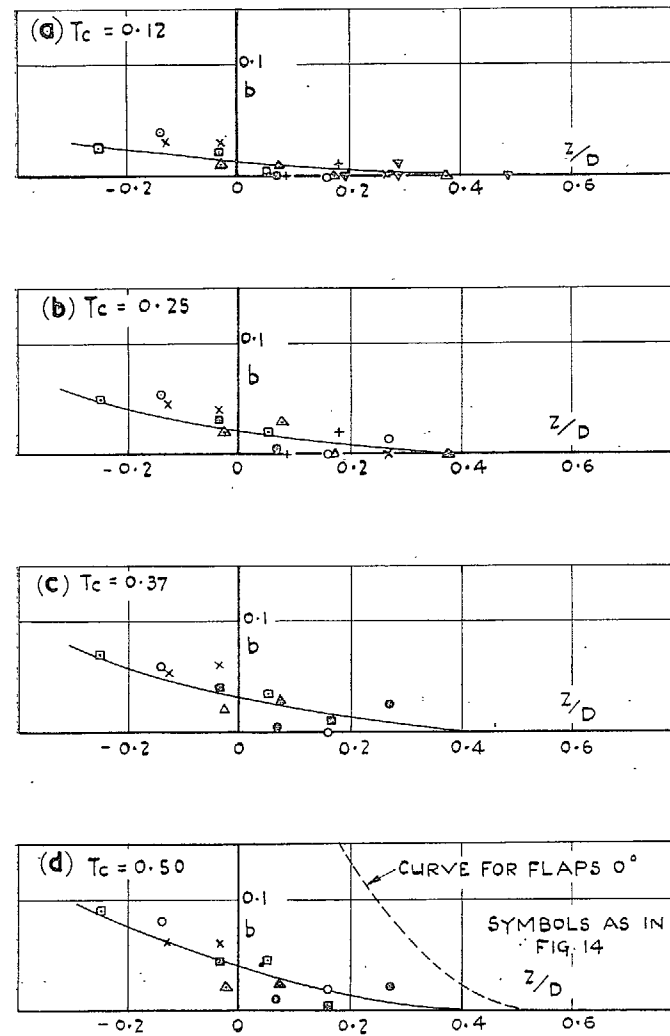 (a) Tc = 0.12
0.1
b
Z/D
-0.2 0 0.2 0.4 0.6
(b) Tc = 0.25
0.1
b
Z/D
-0.2 0 0.2 0.4 0.6
(c) Tc = 0.37
0.1
b
Z/D
-0.2 0 0.2 0.4 0.6
(d) Tc = 0.50
CURVE FOR FLAPS 0°
0.1
b
SYMBOLS AS IN
FIG. 14
Z/D
-0.2 0 0.2 0.4 0.6